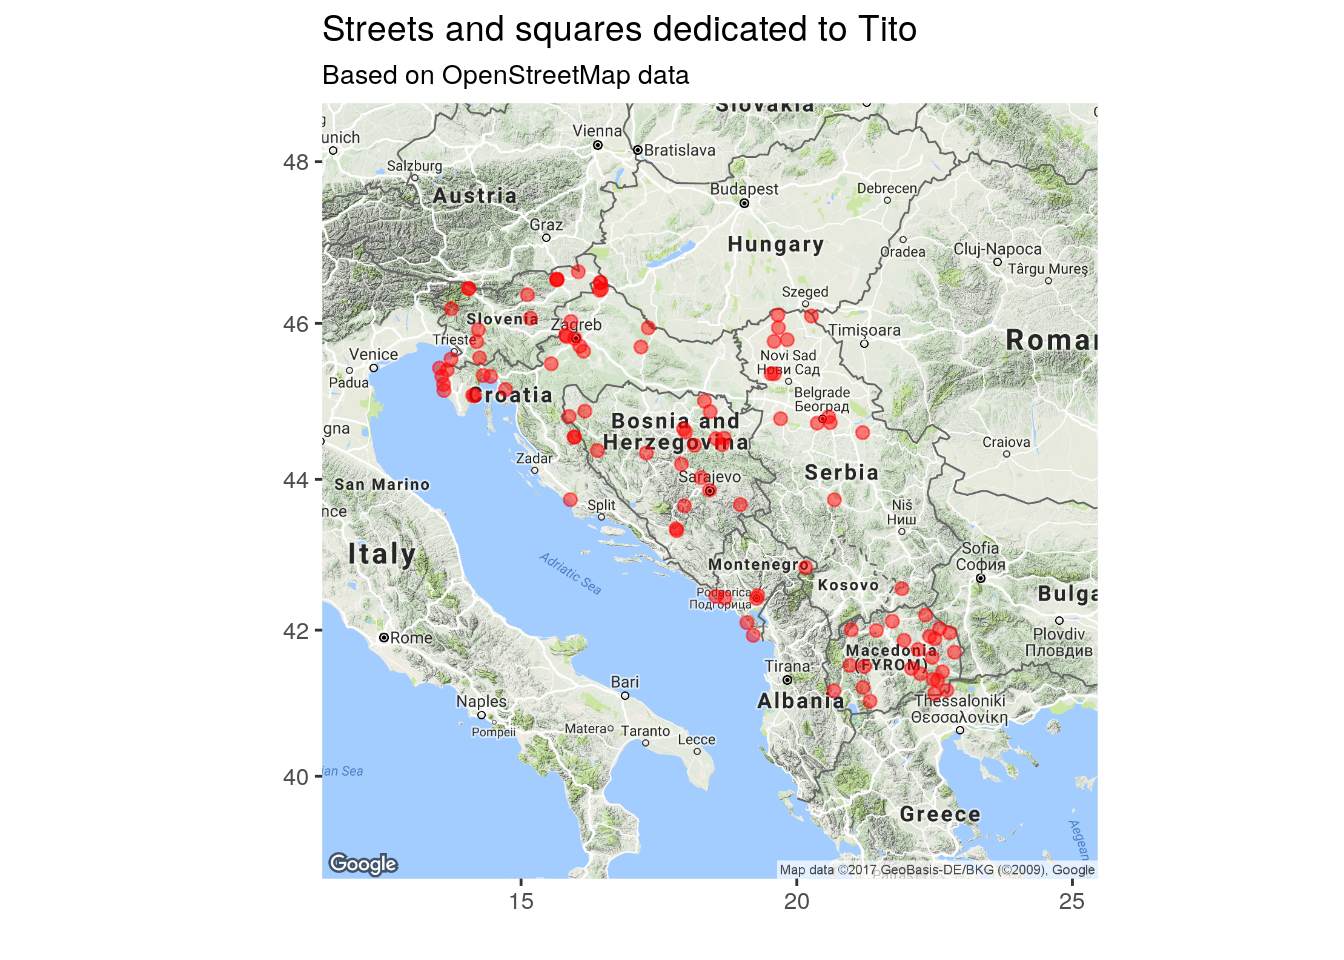 Streets and squares dedicated to Tito
Based on OpenStreetMap data
Slovakia
unich
Vienna
Bratislava
Salzburg
Austria
Budapest
Debrecen
Graz
Hungary
Oradea
Cluj-Napoca
Târgu Mureş
Szeged
Slovenia
Zagreb
Timișoara
Roma
Trieste
Venice
Padua
Novi Sad
Нови Сад
Croatia
Belgrade
Београд
Bosnia and
Herzegovina
gna
Craiova
Zadar
Sarajevo
Serbia
San Marino
Split
Niš
Ниш
nce
Italy
Adriatic Sea
Sofia
София
Montenegro
Kosovo
Podgorica
Подгорица
Bulga
Rome
Plovdiv
Пловдив
Macedonia
(FYROM)
Tirana
Bari
Albania
Naples
Thessaloniki
Θεσσαλονίκη
Pompeii
Matera
Taranto
Lecce
ian Sea
Greece
Aegean
Google
Map data ©2017 GeoBasis-DE/BKG (©2009), Google
48
46
44
42
40
15
20
25